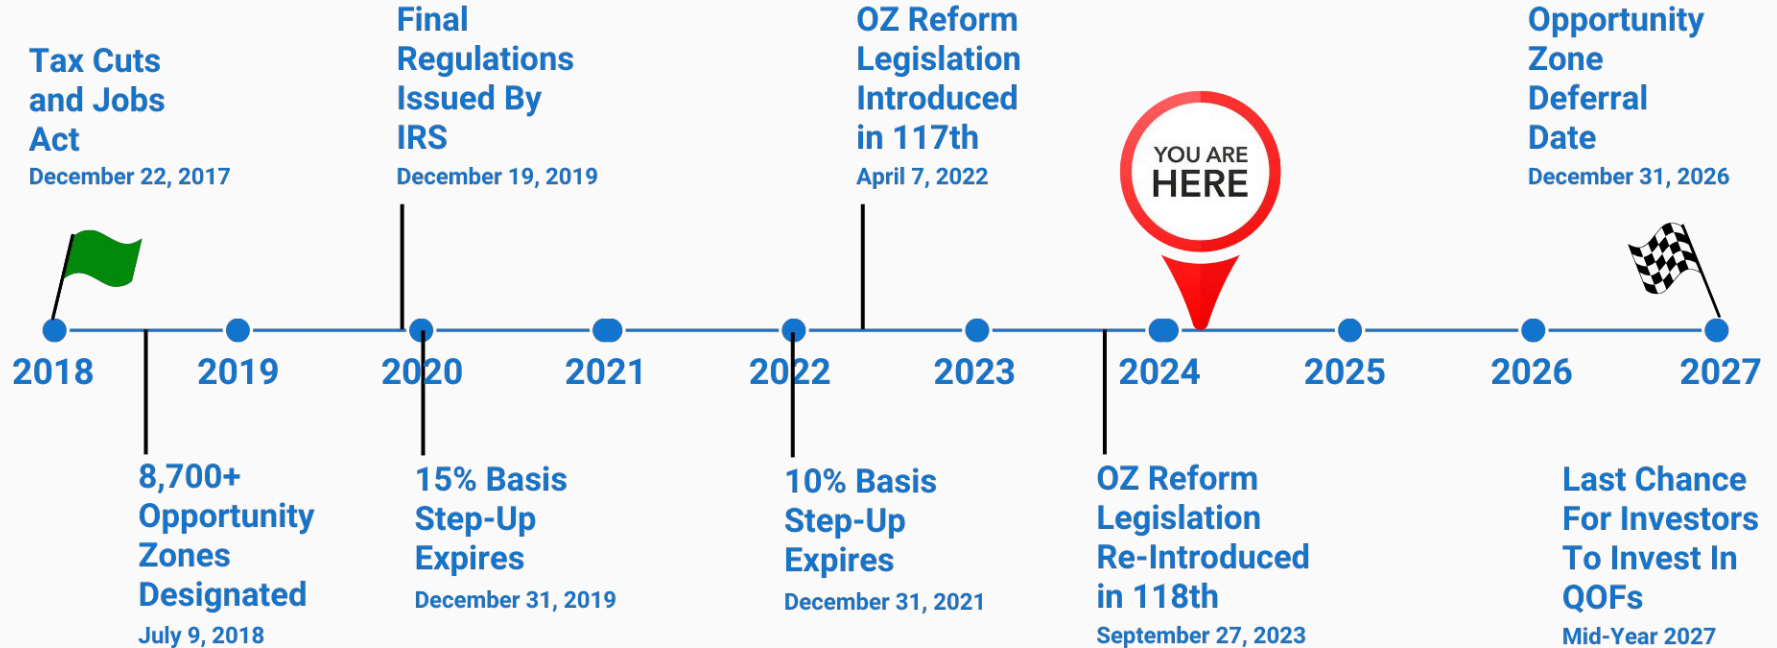 Tax Cuts
and Jobs
Act
December 22, 2017
Final
Regulations
Issued By
IRS
December 19, 2019
OZ Reform
Legislation
Introduced
in 117th
April 7, 2022
YOU ARE
HERE
Opportunity
Zone
Deferral
Date
December 31, 2026
2018
2019
2020
2021
2022
2023
2024
2025
2026
2027
8,700+
Opportunity
Zones
Designated
July 9, 2018
15% Basis
Step-Up
Expires
December 31, 2019
10% Basis
Step-Up
Expires
December 31, 2021
OZ Reform
Legislation
Re-Introduced
in 118th
September 27, 2023
Last Chance
For Investors
To Invest In
QOFs
Mid-Year 2027